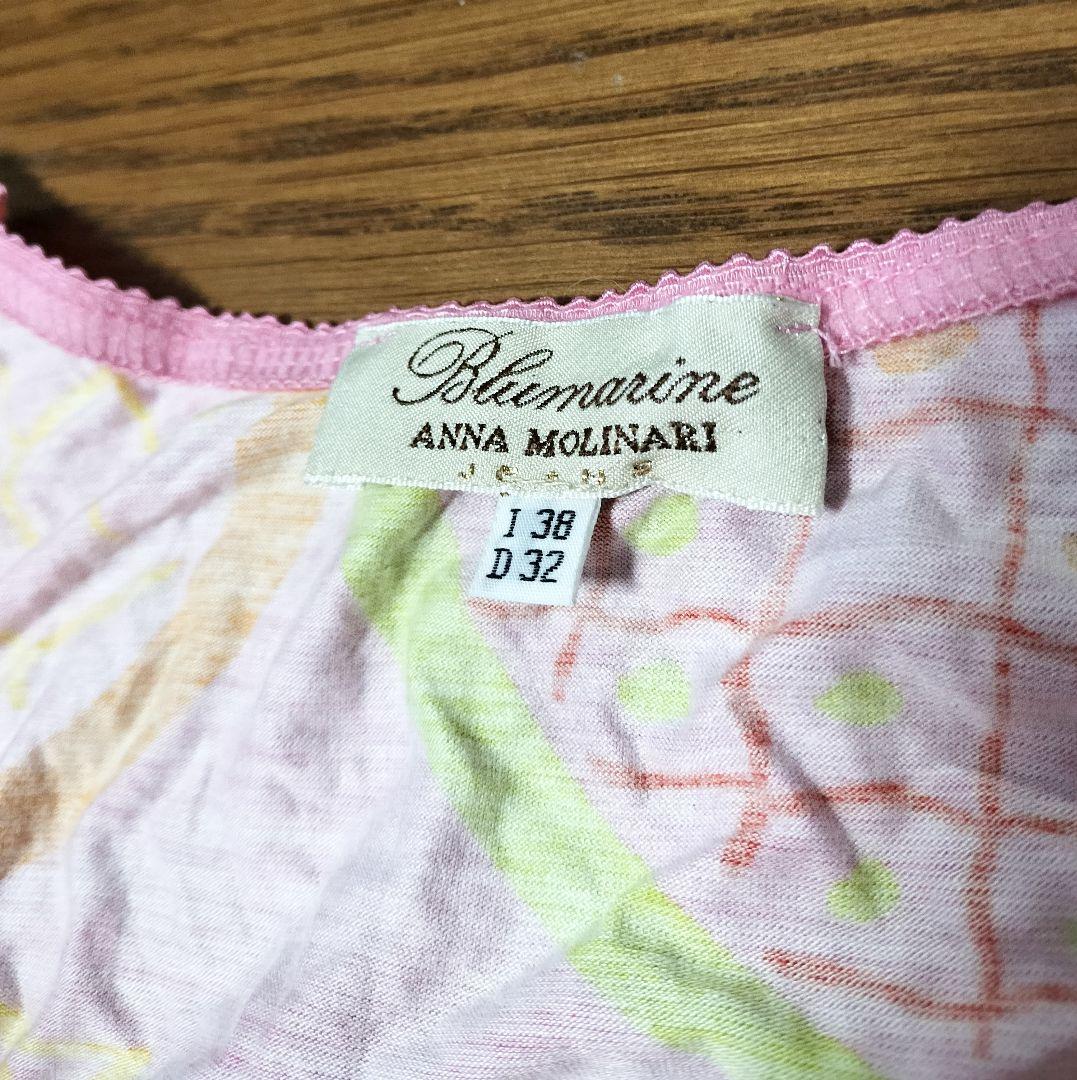 Blumarine
ANNA MOLINARI
JEANS
I 38
D 32